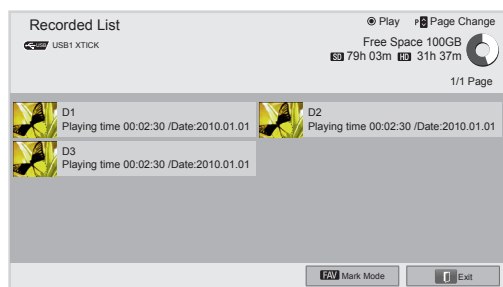 Recorded List
Play P Page Change
USB USB1 XTICK
Free Space 100GB
SD 79h 03m HD 31h 37m
1/1 Page
D1
Playing time 00:02:30 /Date:2010.01.01
D2
Playing time 00:02:30 /Date:2010.01.01
D3
Playing time 00:02:30 /Date:2010.01.01
FAV Mark Mode
Exit